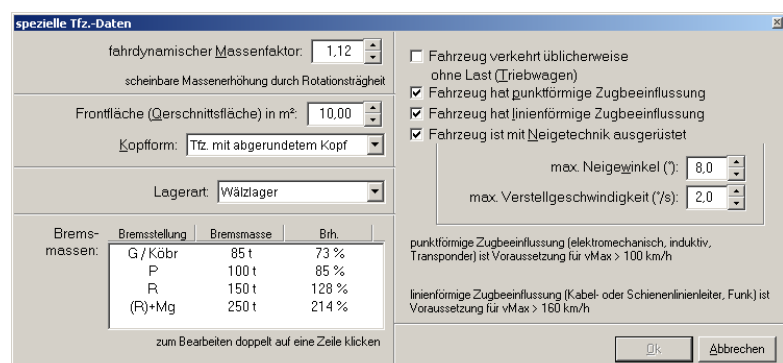 spezielle Tfz.-Daten
fahrdynamischer Massenfaktor: 1,12
scheinbare Massenerhöhung durch Rotationsträgheit
Frontfläche (Qerschnittsfläche) in m²: 10,00
Kopfform: Tfz. mit abgerundetem Kopf
Lagerart: Wälzlager
Brems-
massen:
Bremsstellung Bremsmasse Brh.
G / Köbr 85 t 73 %
P 100 t 85 %
R 150 t 128 %
(R)+Mg 250 t 214 %
zum Bearbeiten doppelt auf eine Zeile klicken
Fahrzeug verkehrt üblicherweise
ohne Last (Triebwagen)
Fahrzeug hat punktförmige Zugbeeinflussung
Fahrzeug hat linienförmige Zugbeeinflussung
Fahrzeug ist mit Neigetechnik ausgerüstet
max. Neigewinkel (°): 8,0
max. Verstellgeschwindigkeit (°/s): 2,0
punktförmige Zugbeeinflussung (elektromechanisch, induktiv,
Transponder) ist Voraussetzung für vMax > 100 km/h
linienförmige Zugbeeinflussung (Kabel- oder Schienenlinienleiter, Funk) ist
Voraussetzung für vMax > 160 km/h
Ok Abbrechen